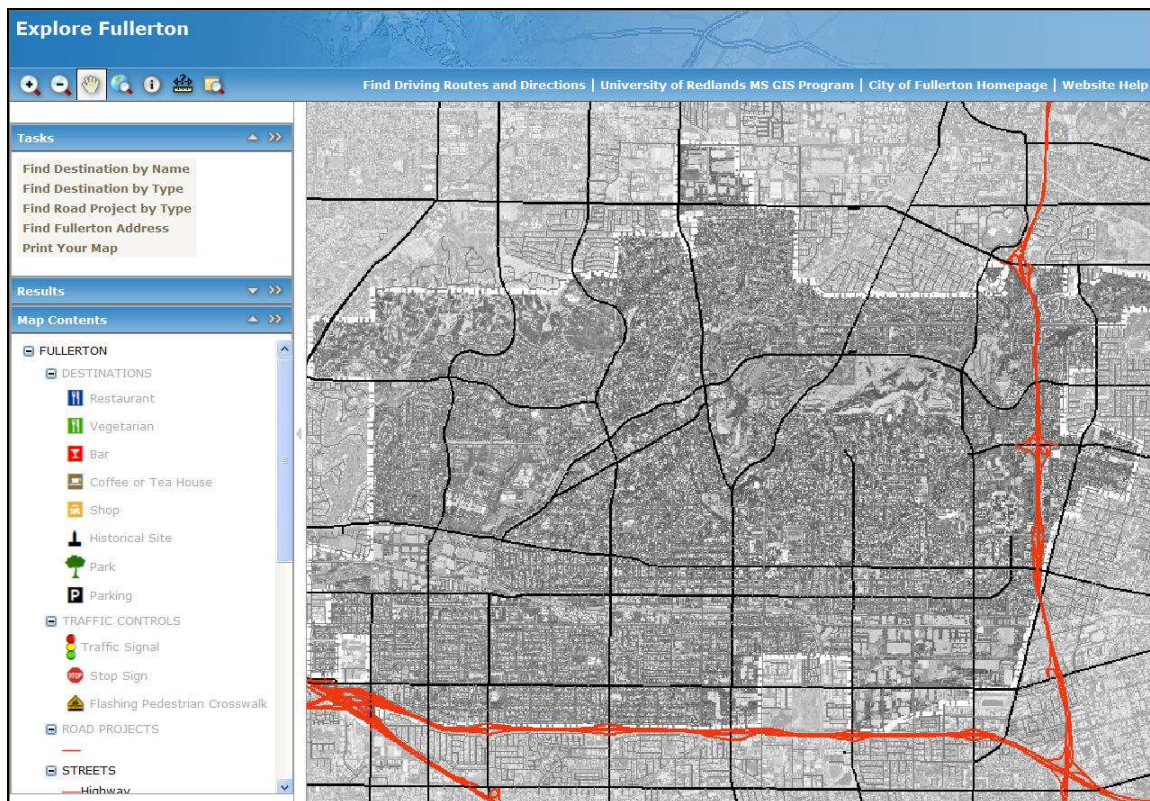 Explore Fullerton
Find Driving Routes and Directions | University of Redlands MS GIS Program | City of Fullerton Homepage | Website Help
Tasks
Find Destination by Name
Find Destination by Type
Find Road Project by Type
Find Fullerton Address
Print Your Map
Results
Map Contents
FULLERTON
DESTINATIONS
Restaurant
Vegetarian
Bar
Coffee or Tea House
Shop
Historical Site
Park
P Parking
TRAFFIC CONTROLS
Traffic Signal
STOP Stop Sign
Flashing Pedestrian Crosswalk
ROAD PROJECTS
STREETS
Highway